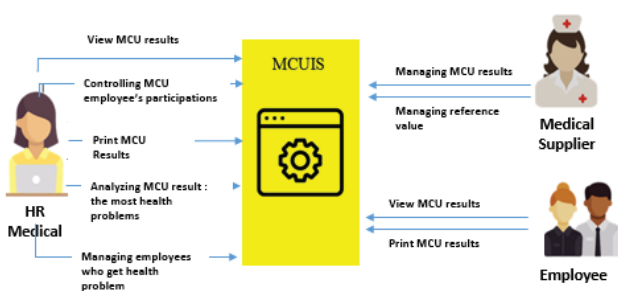 View MCU results
MCUIS
Controlling MCU
employee's participations
Print MCU
Results
Analyzing MCU result :
the most health
problems
HR
Medical
Managing employees
who get health
problem
Managing MCU results
Managing reference
value
Medical
Supplier
View MCU results
Print MCU results
Employee